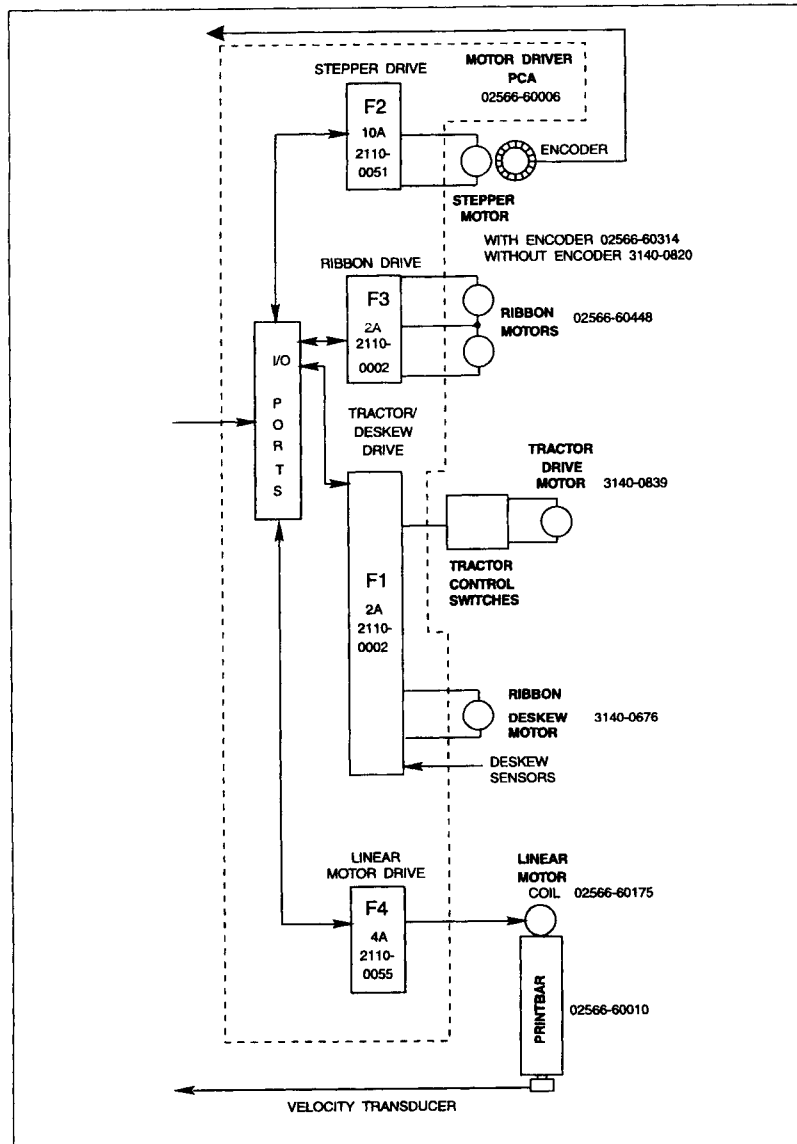 STEPPER DRIVE
MOTOR DRIVER
PCA
02566-60006
F2
10A
2110-
0051
ENCODER
STEPPER
MOTOR
WITH ENCODER 02566-60314
WITHOUT ENCODER 3140-0820
RIBBON DRIVE
F3
2A
2110-
0002
RIBBON
MOTORS
02566-60448
I/O
P
O
R
T
S
TRACTOR/
DESKEW
DRIVE
F1
2A
2110-
0002
TRACTOR
DRIVE
MOTOR 3140-0839
TRACTOR
CONTROL
SWITCHES
RIBBON
DESKEW
MOTOR
3140-0676
DESKEW
SENSORS
LINEAR
MOTOR DRIVE
F4
4A
2110-
0055
LINEAR
MOTOR
COIL 02566-60175
PRINTBAR
02566-60010
VELOCITY TRANSDUCER